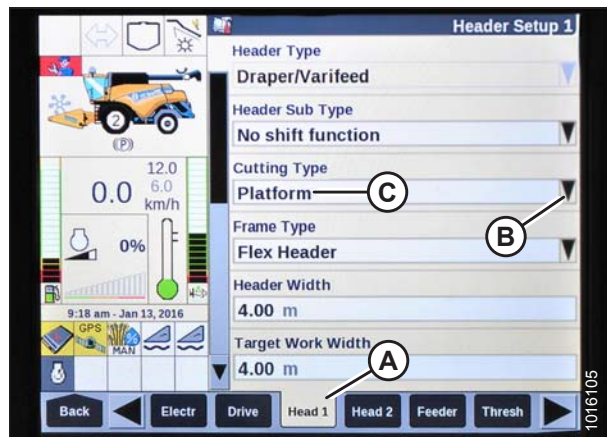 Header Setup 1
Header Type
Draper/Varifeed
Header Sub Type
No shift function
Cutting Type
Platform
C
B
Frame Type
Flex Header
Header Width
4.00 m
Target Work Width
A
4.00 m
2
(P)
12.0
0.0 6.0
km/h
0%
9:18 am - Jan 13, 2016
GPS
%
MAN
Back
Electr
Drive
Head 1
Head 2
Feeder
Thresh
1016105